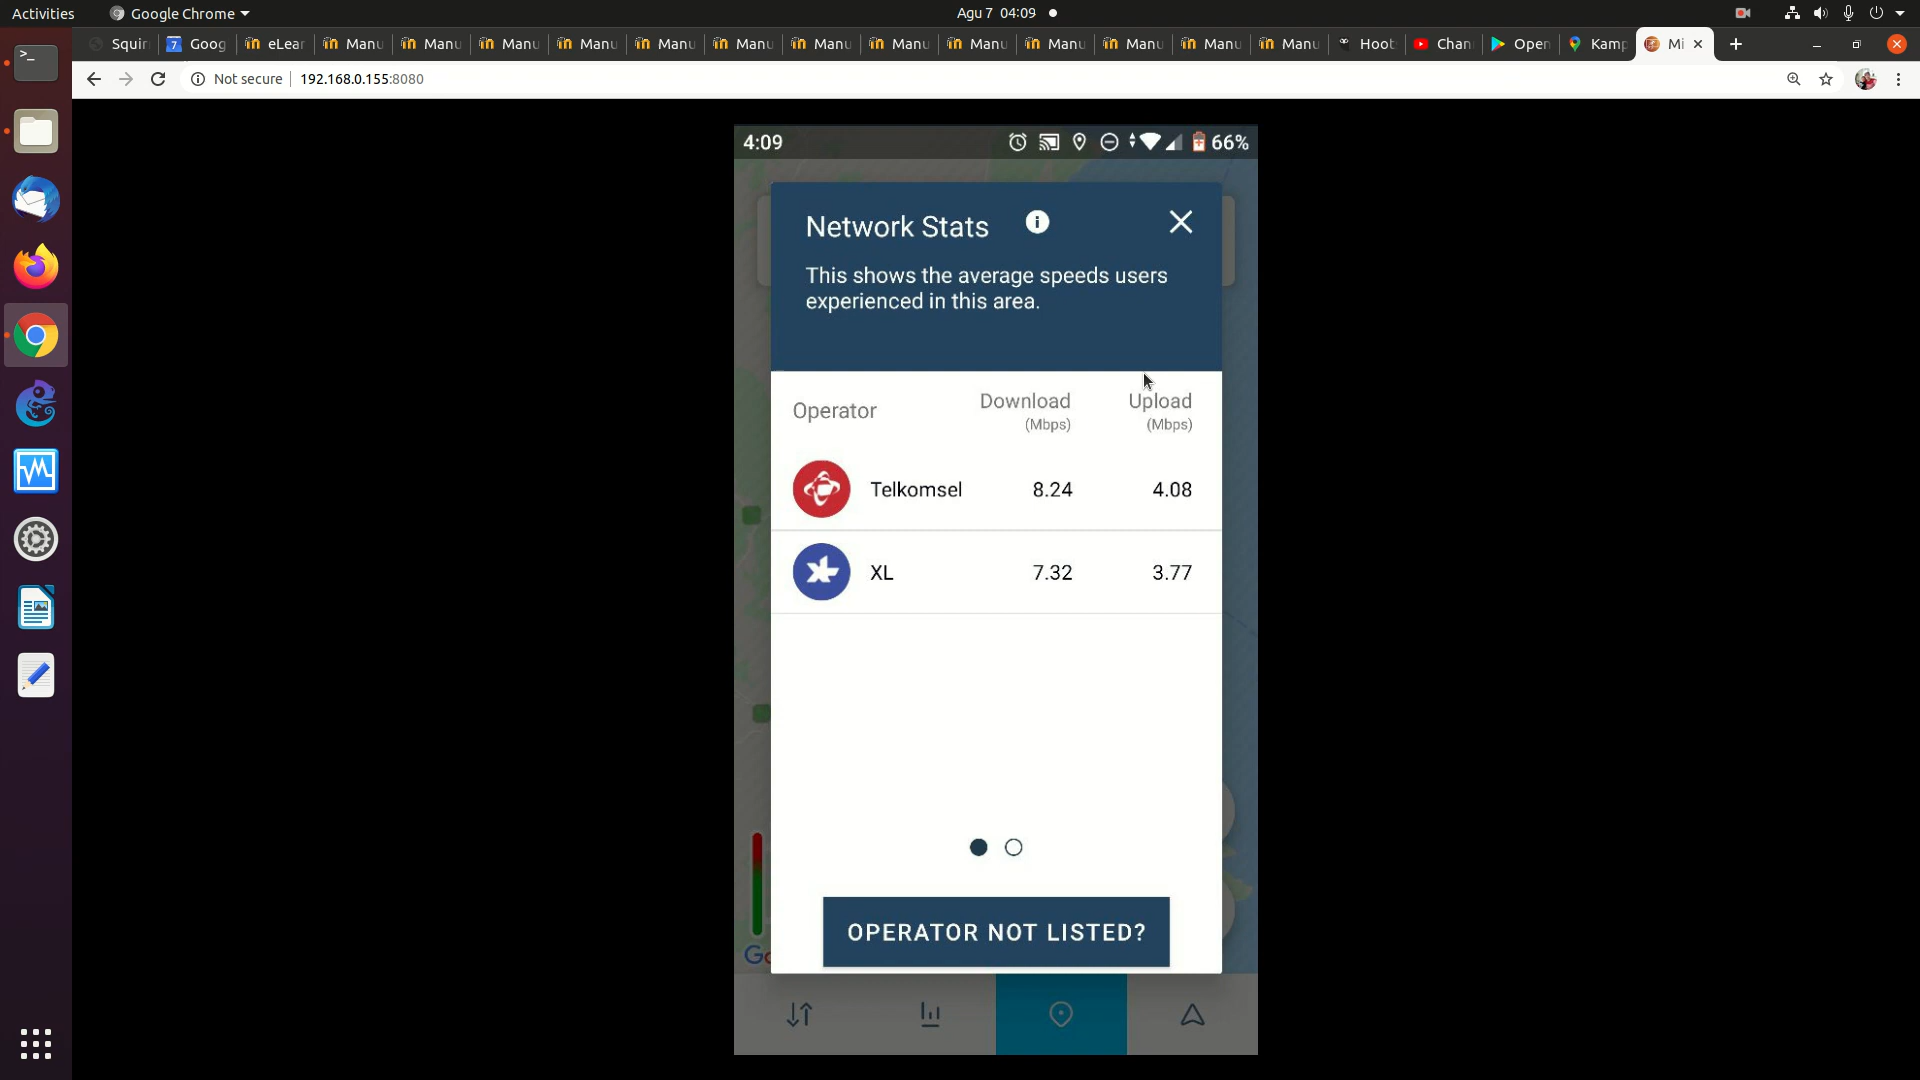 Activities
Google Chrome
Agu 7 04:09
Squir
Goog
eLear
Manu
Manu
Manu
Manu
Manu
Manu
Manu
Manu
Manu
Manu
Manu
Manu
Manu
Hoot
Chan
Open
Kamp
Mi
7
Not secure
192.168.0.155:8080
4:09
66%
Network Stats
This shows the average speeds users
experienced in this area.
Operator
Download
(Mbps)
Upload
(Mbps)
Telkomsel 8.24 4.08
XL 7.32 3.77
OPERATOR NOT LISTED?
Go